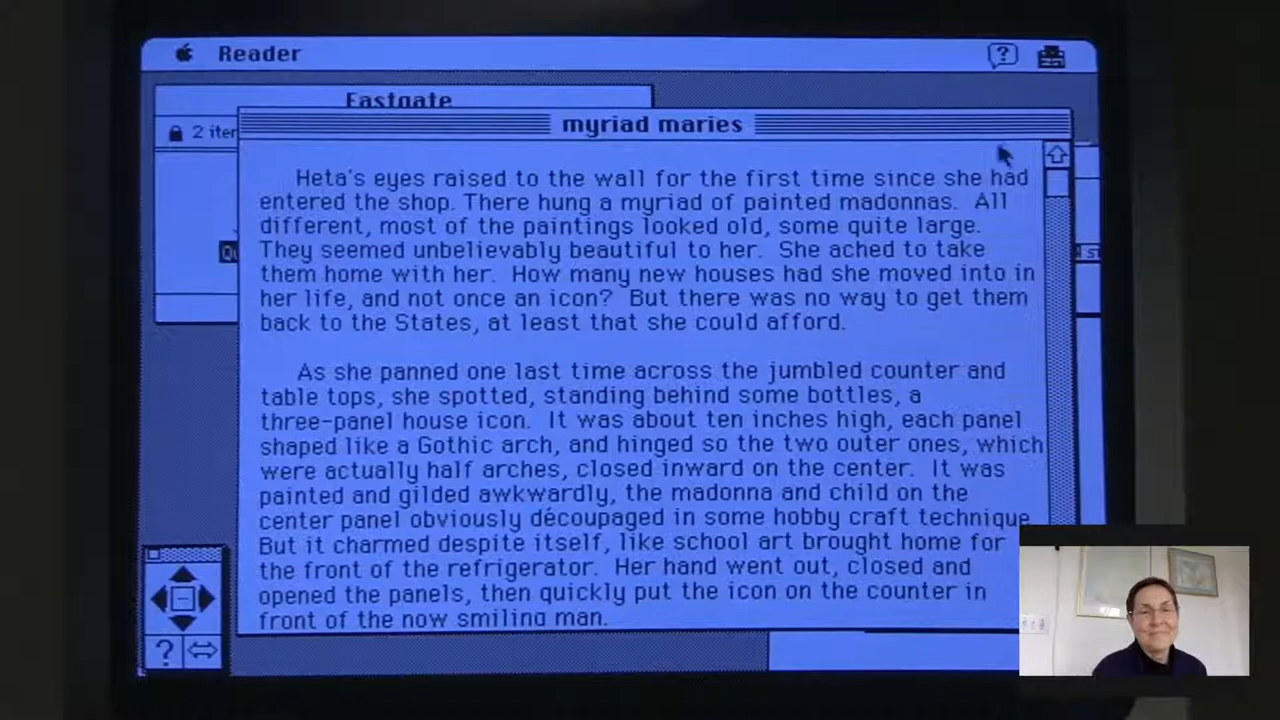 Reader
Eastgate
2 iter
myriad maries
Heta's eyes raised to the wall for the first time since she had
entered the shop. There hung a myriad of painted madonnas. All
different, most of the paintings looked old, some quite large.
They seemed unbelievably beautiful to her. She ached to take
them home with her. How many new houses had she moved into in
her life, and not once an icon? But there was no way to get them
back to the States, at least that she could afford.
As she panned one last time across the jumbled counter and
table tops, she spotted, standing behind some bottles, a
three-panel house icon. It was about ten inches high, each panel
shaped like a Gothic arch, and hinged so the two outer ones, which
were actually half arches, closed inward on the center. It was
painted and gilded awkwardly, the madonna and child on the
center panel obviously découpaged in some hobby craft technique.
But it charmed despite itself, like school art brought home for
the front of the refrigerator. Her hand went out, closed and
opened the panels, then quickly put the icon on the counter in
front of the now smiling man.
?